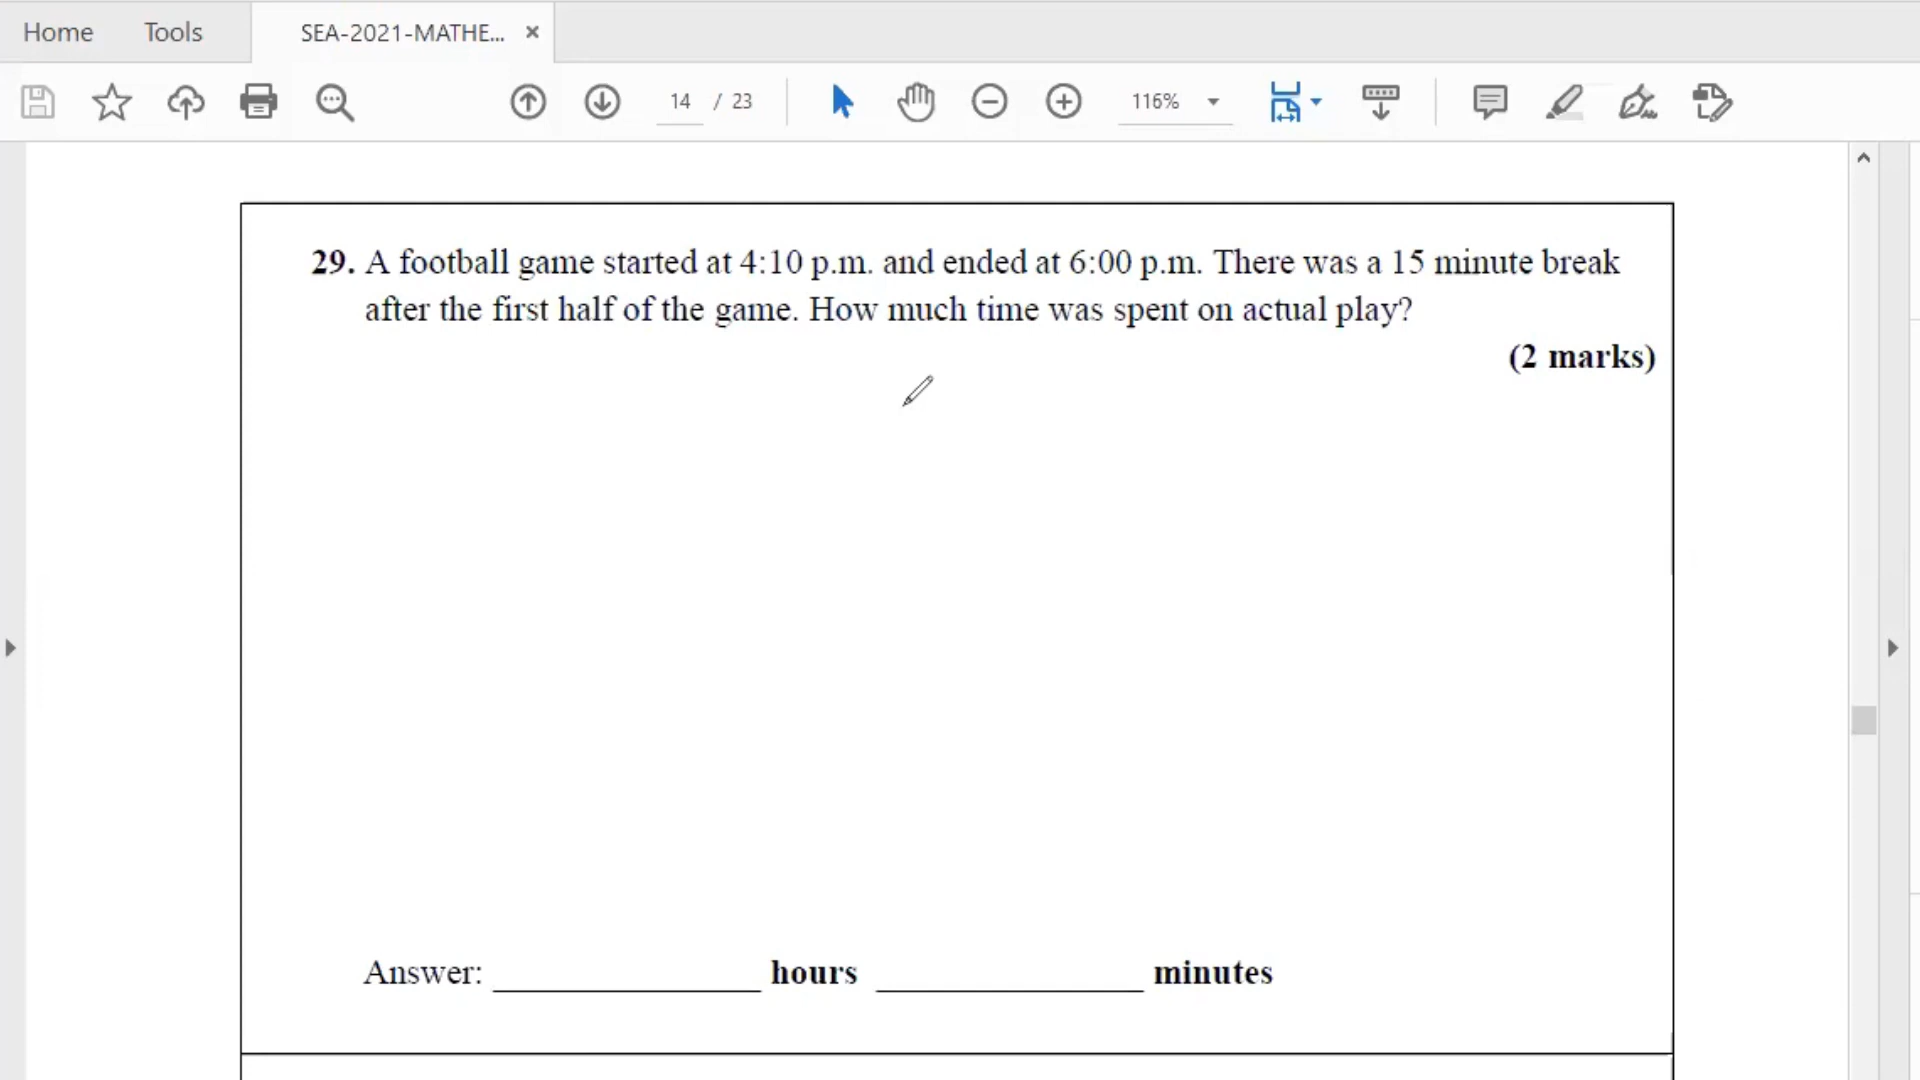 Home Tools SEA-2021-MATHE... ×
14 / 23 116%
29. A football game started at 4:10 p.m. and ended at 6:00 p.m. There was a 15 minute break
after the first half of the game. How much time was spent on actual play?
(2 marks)
Answer: ________________ hours ________________ minutes